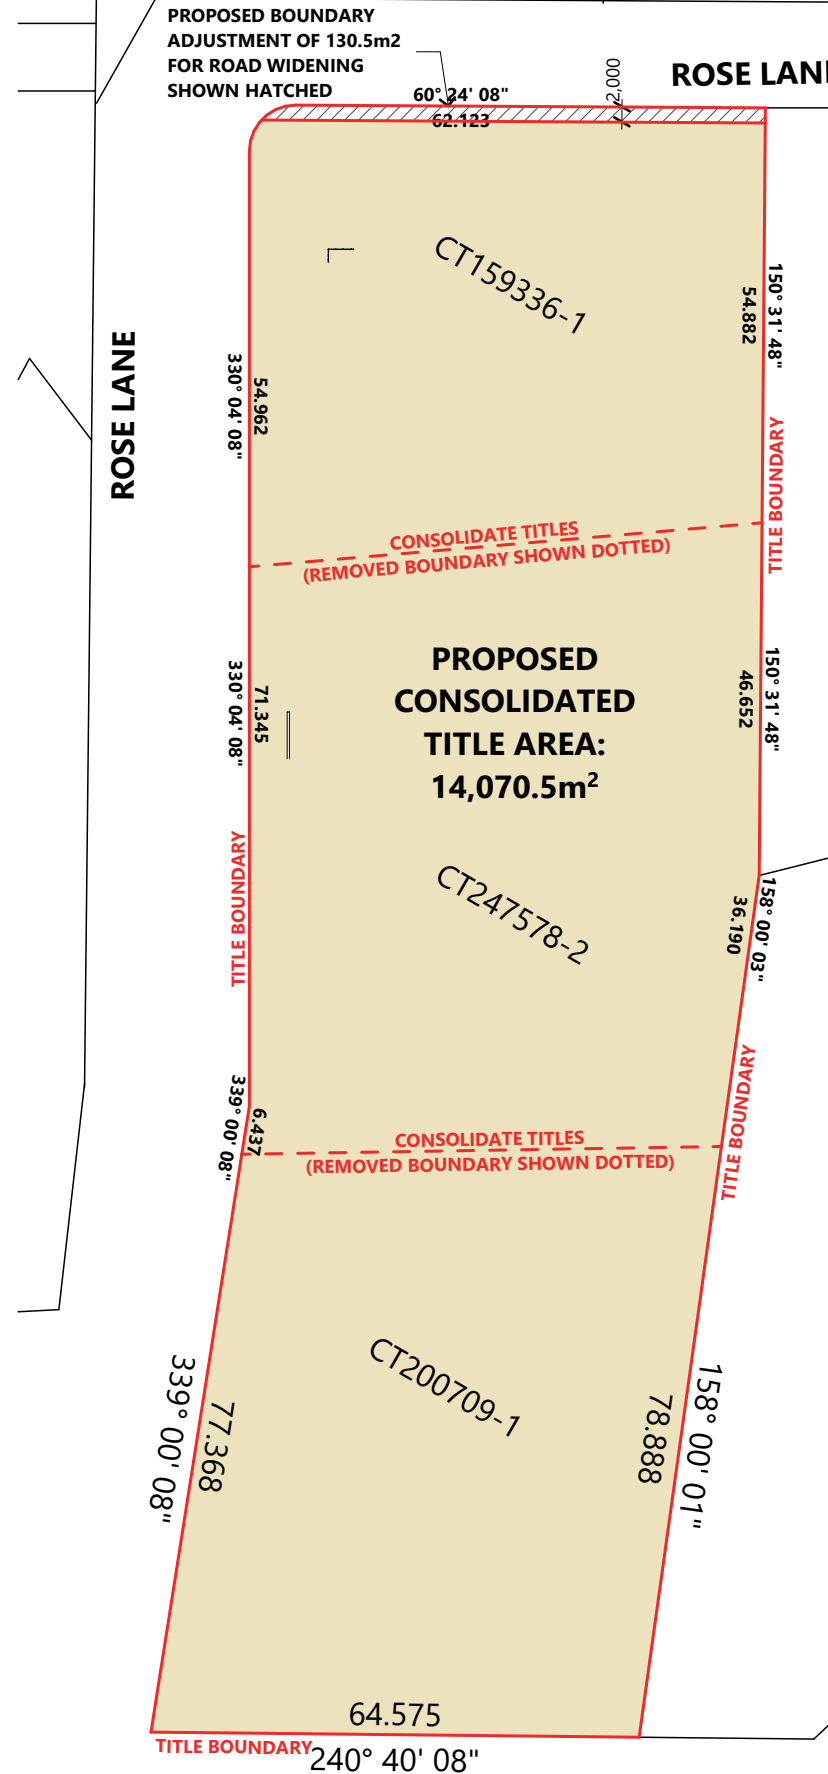 PROPOSED BOUNDARY
ADJUSTMENT OF 130.5m2
FOR ROAD WIDENING
SHOWN HATCHED
ROSE LANE
60° 24' 08"
62.123
2,000
CT159336-1
150° 31' 48"
54.882
ROSE LANE
330° 04' 08"
54.962
TITLE BOUNDARY
CONSOLIDATE TITLES
(REMOVED BOUNDARY SHOWN DOTTED)
PROPOSED
CONSOLIDATED
TITLE AREA:
14,070.5m²
330° 04' 08"
71.345
150° 31' 48"
46.652
TITLE BOUNDARY
CT247578-2
158° 00' 03"
36.190
339° 00' 08"
6.437
TITLE BOUNDARY
CONSOLIDATE TITLES
(REMOVED BOUNDARY SHOWN DOTTED)
CT200709-1
339° 00' 08"
77.368
158° 00' 01"
78.888
64.575
TITLE BOUNDARY
240° 40' 08"